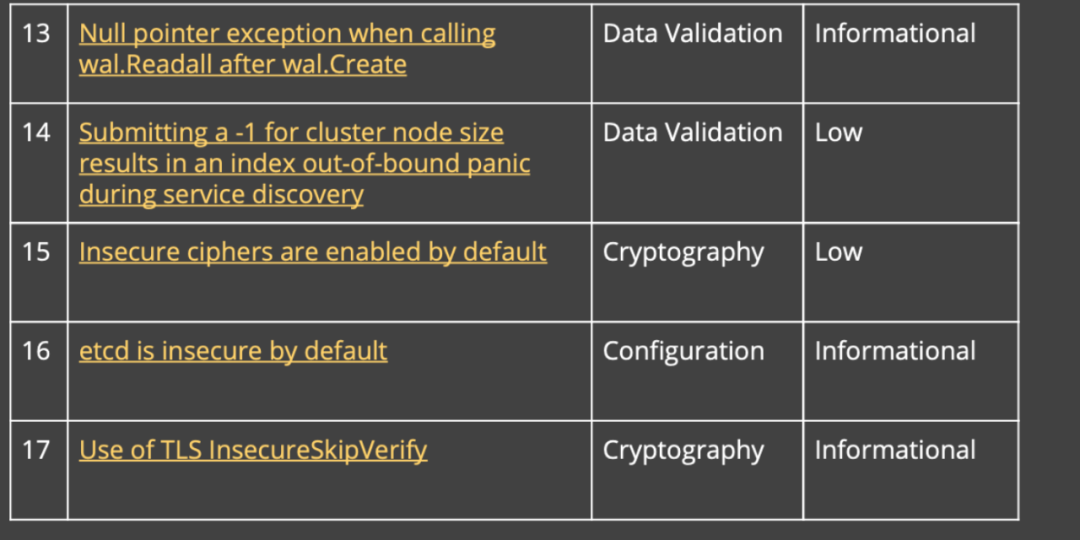 13 Null pointer exception when calling Data Validation Informational
wal.Readall after wal.Create
14 Submitting a -1 for cluster node size Data Validation Low
results in an index out-of-bound panic
during service discovery
15 Insecure ciphers are enabled by default Cryptography Low
16 etcd is insecure by default Configuration Informational
17 Use of TLS InsecureSkipVerify Cryptography Informational